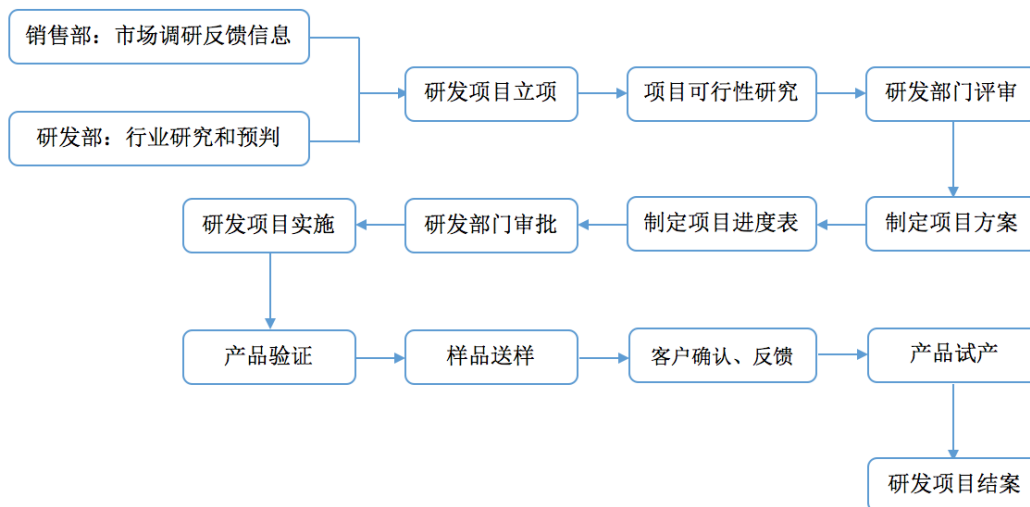 销售部：市场调研反馈信息
研发部：行业研究和预判
研发项目立项
项目可行性研究
研发部门评审
制定项目方案
制定项目进度表
研发部门审批
研发项目实施
产品验证
样品送样
客户确认、反馈
产品试产
研发项目结案